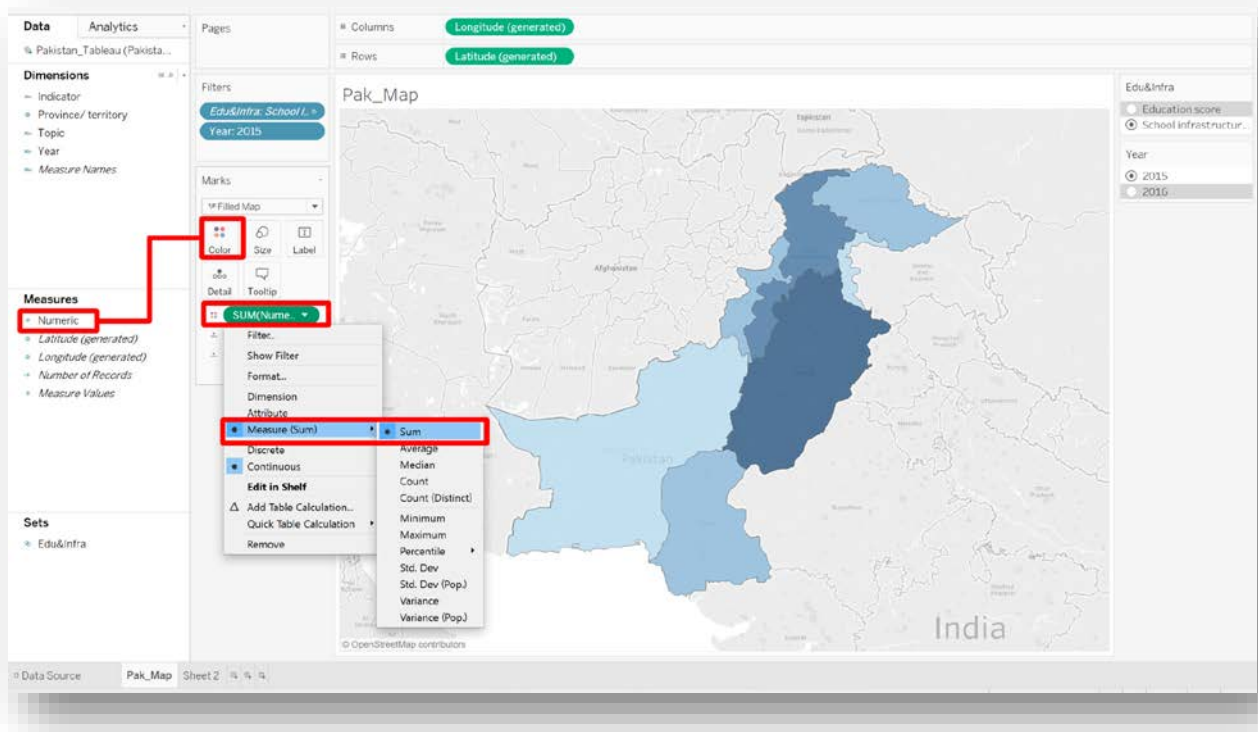 Data Analytics
Pakistan_Tableau (Pakista...
Dimensions
Indicator
Province/ territory
Topic
Year
Measure Names
Measures
Numeric
Latitude (generated)
Longitude (generated)
Number of Records
Measure Values
Sets
Edu&Infra
Pages
Filters
Edu&Infra: School I..
Year: 2015
Marks
Filled Map
Color Size Label
Detail Tooltip
SUM(Nume..
Filter..
Show Filter
Format...
Dimension
Attribute
Measure (Sum)
Discrete
Continuous
Edit in Shelf
Add Table Calculation...
Quick Table Calculation
Remove
Sum
Average
Median
Count
Count (Distinct)
Minimum
Maximum
Percentile
Std. Dev
Std. Dev (Pop.)
Variance
Variance (Pop.)
Columns Longitude (generated)
Rows Latitude (generated)
Pak_Map
Tajikistan
Afghanistan
Pakistan
India
© OpenStreetMap contributors
Edu&Infra
Education score
School infrastructur..
Year
2015
2016
Data Source Pak_Map Sheet 2